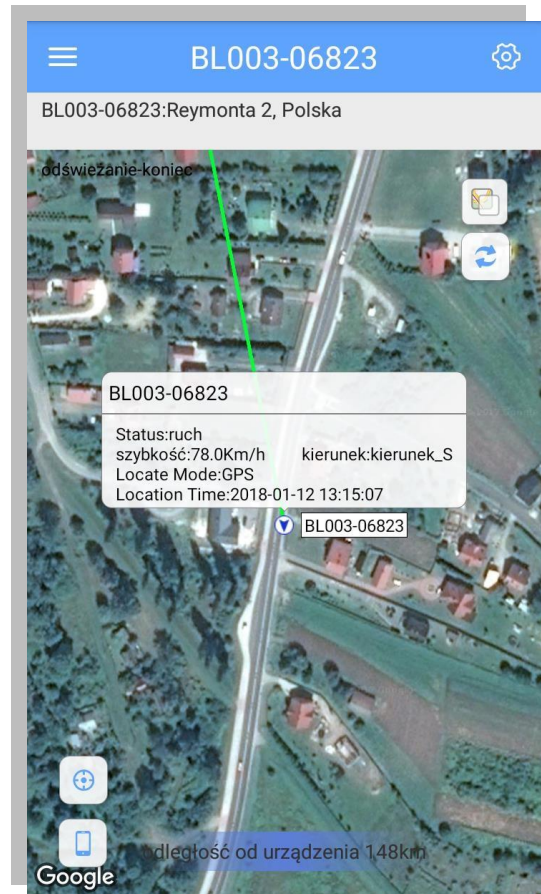 BL003-06823
BL003-06823:Reymonta 2, Polska
odświeżanie-koniec
BL003-06823
Status:ruch
szybkość:78.0Km/h kierunek:kierunek_S
Locate Mode:GPS
Location Time:2018-01-12 13:15:07
BL003-06823
odległość od urządzenia 148km
Google